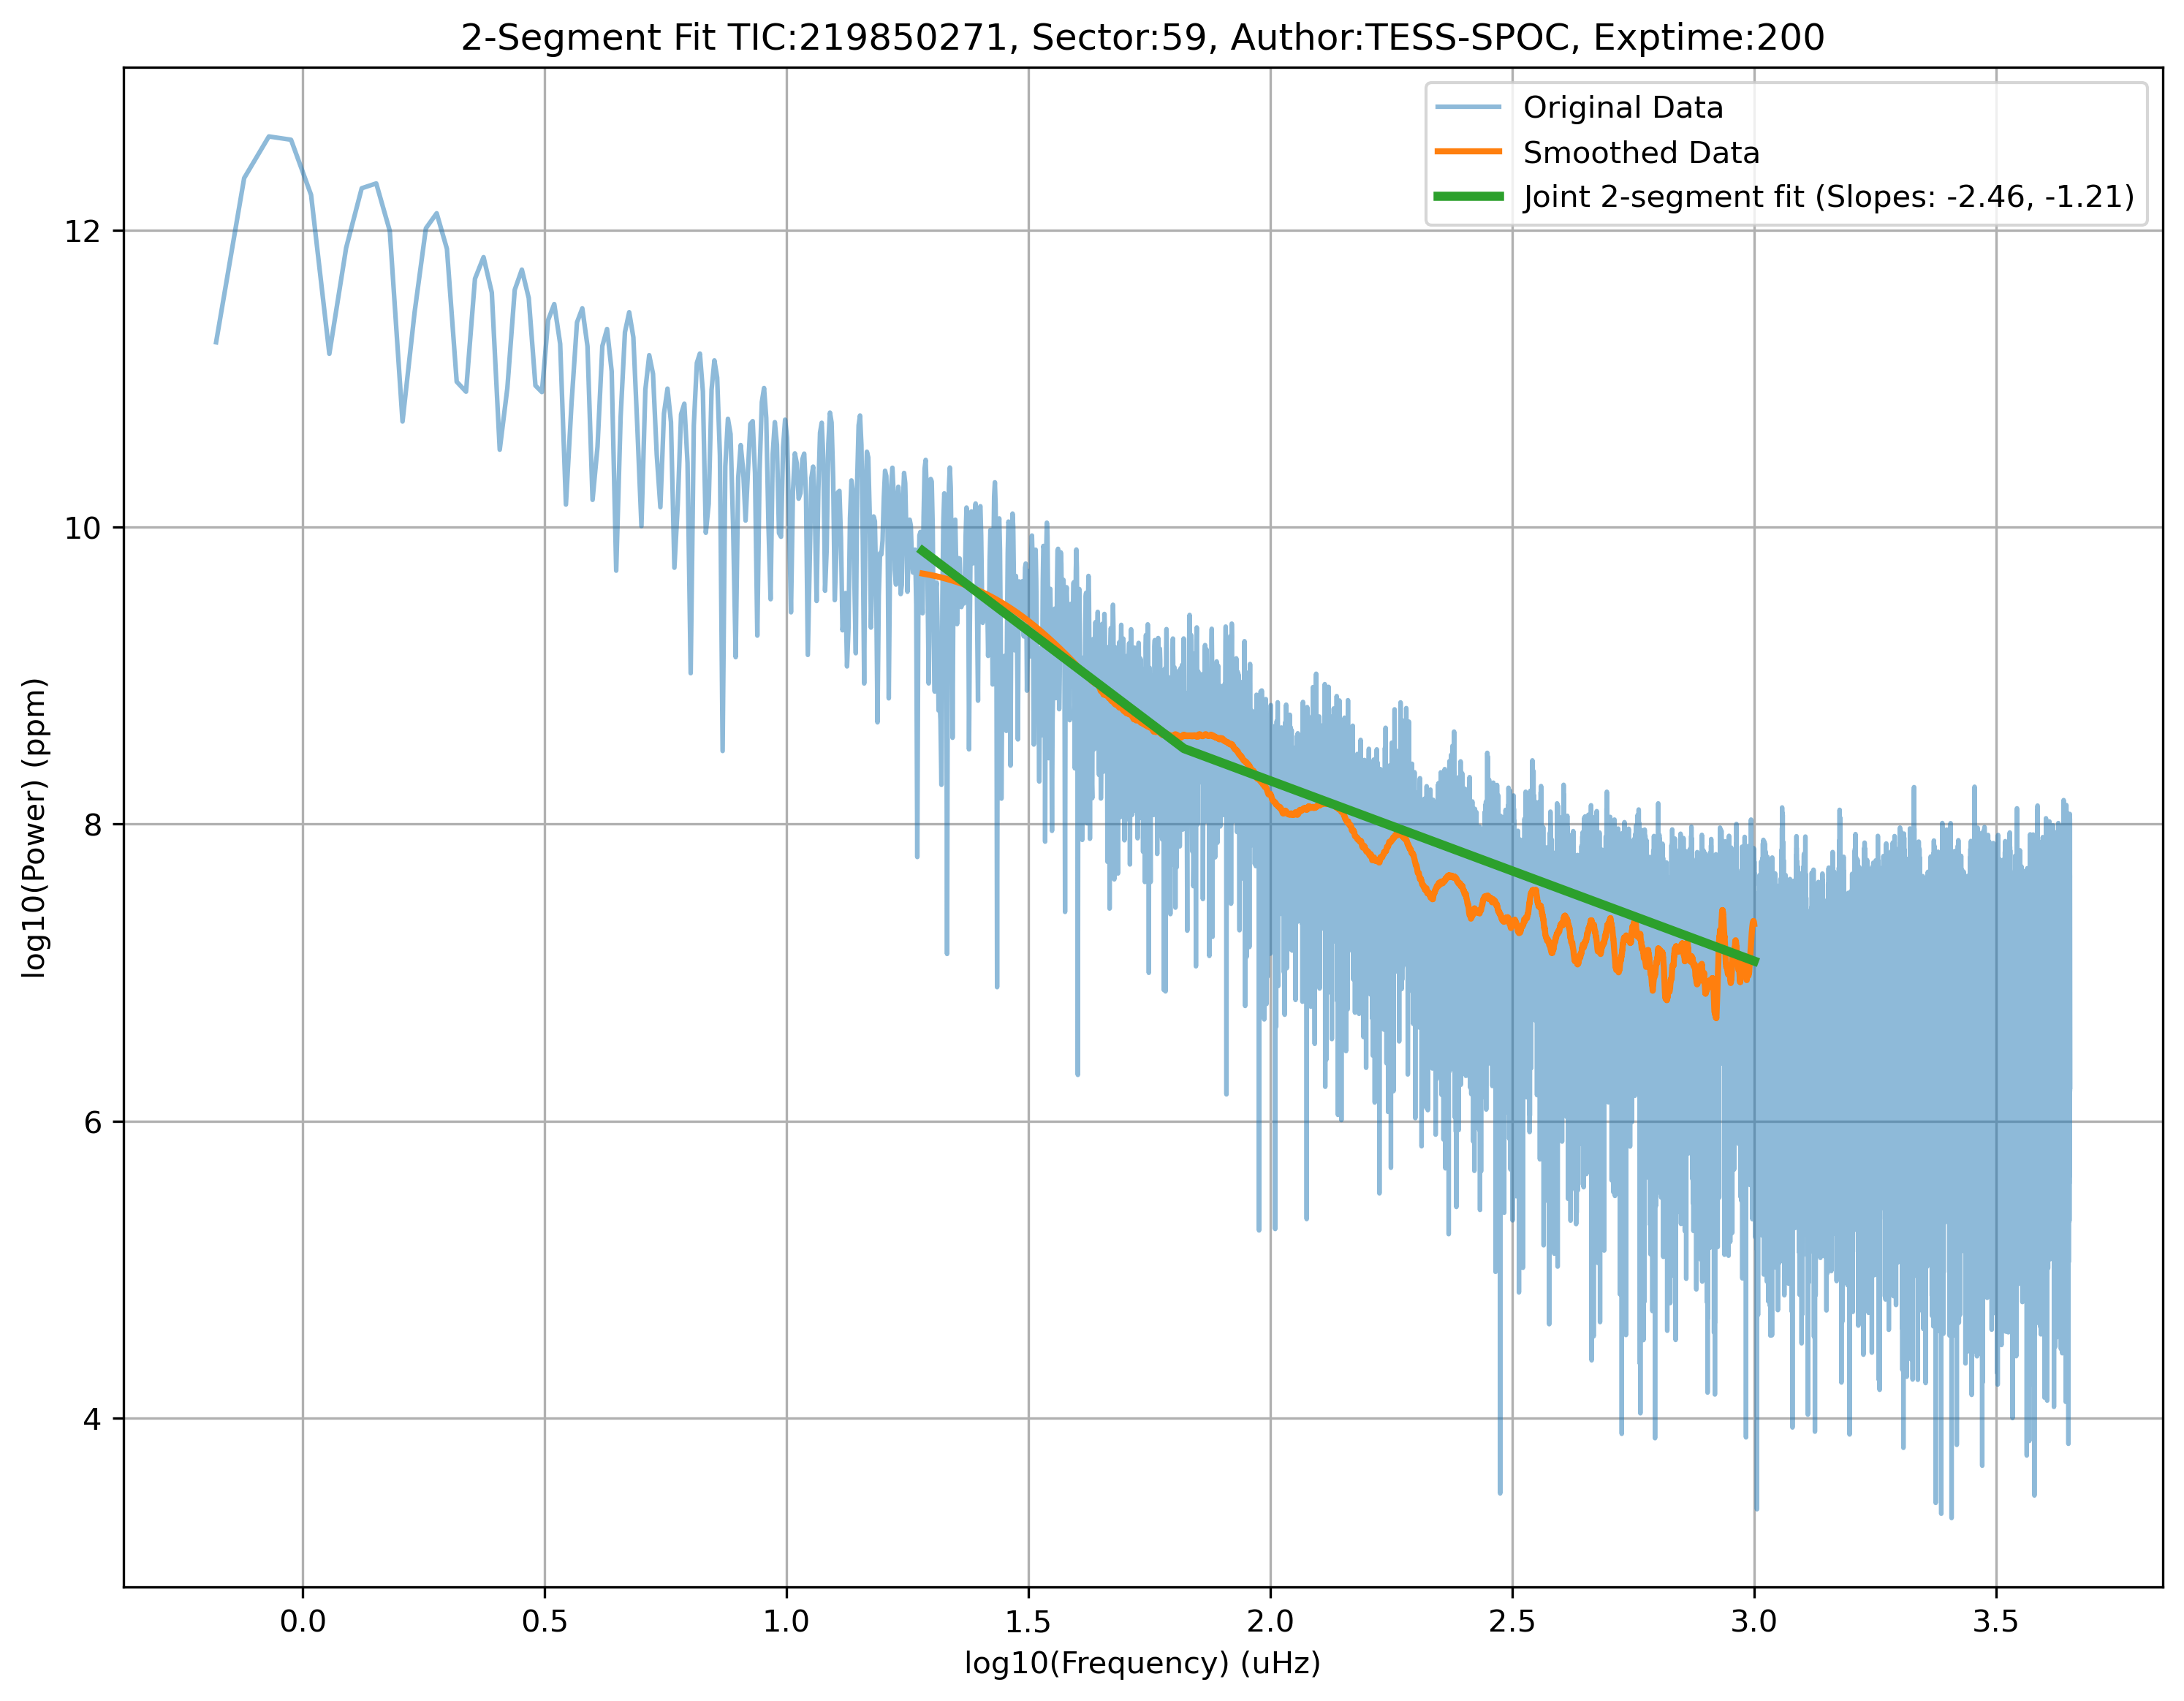 2-Segment Fit TIC:219850271, Sector:59, Author:TESS-SPOC, Exptime:200
Original Data
Smoothed Data
Joint 2-segment fit (Slopes: -2.46, -1.21)
log10(Power) (ppm)
12
10
8
6
4
0.0 0.5 1.0 1.5 2.0 2.5 3.0 3.5
log10(Frequency) (uHz)